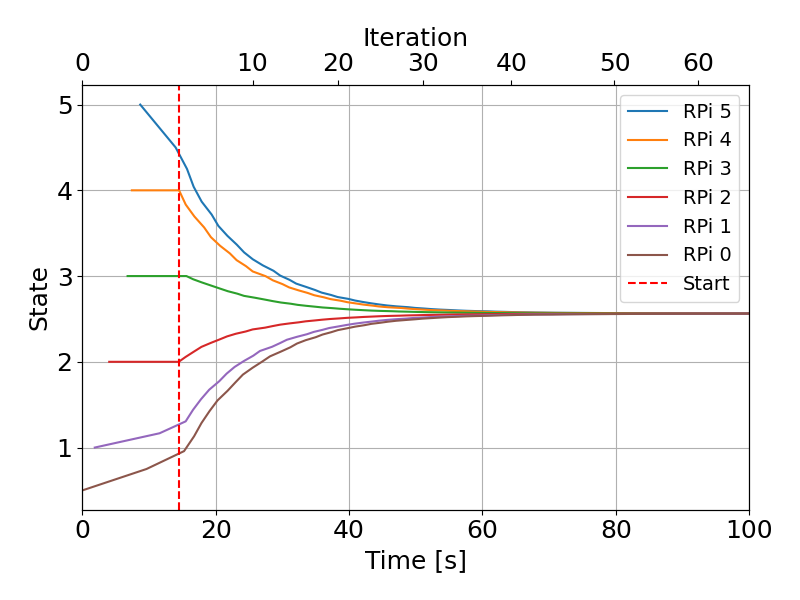 Iteration
0 10 20 30 40 50 60
5
4
3
2
1
State
RPi 5
RPi 4
RPi 3
RPi 2
RPi 1
RPi 0
Start
0 20 40 60 80 100
Time [s]